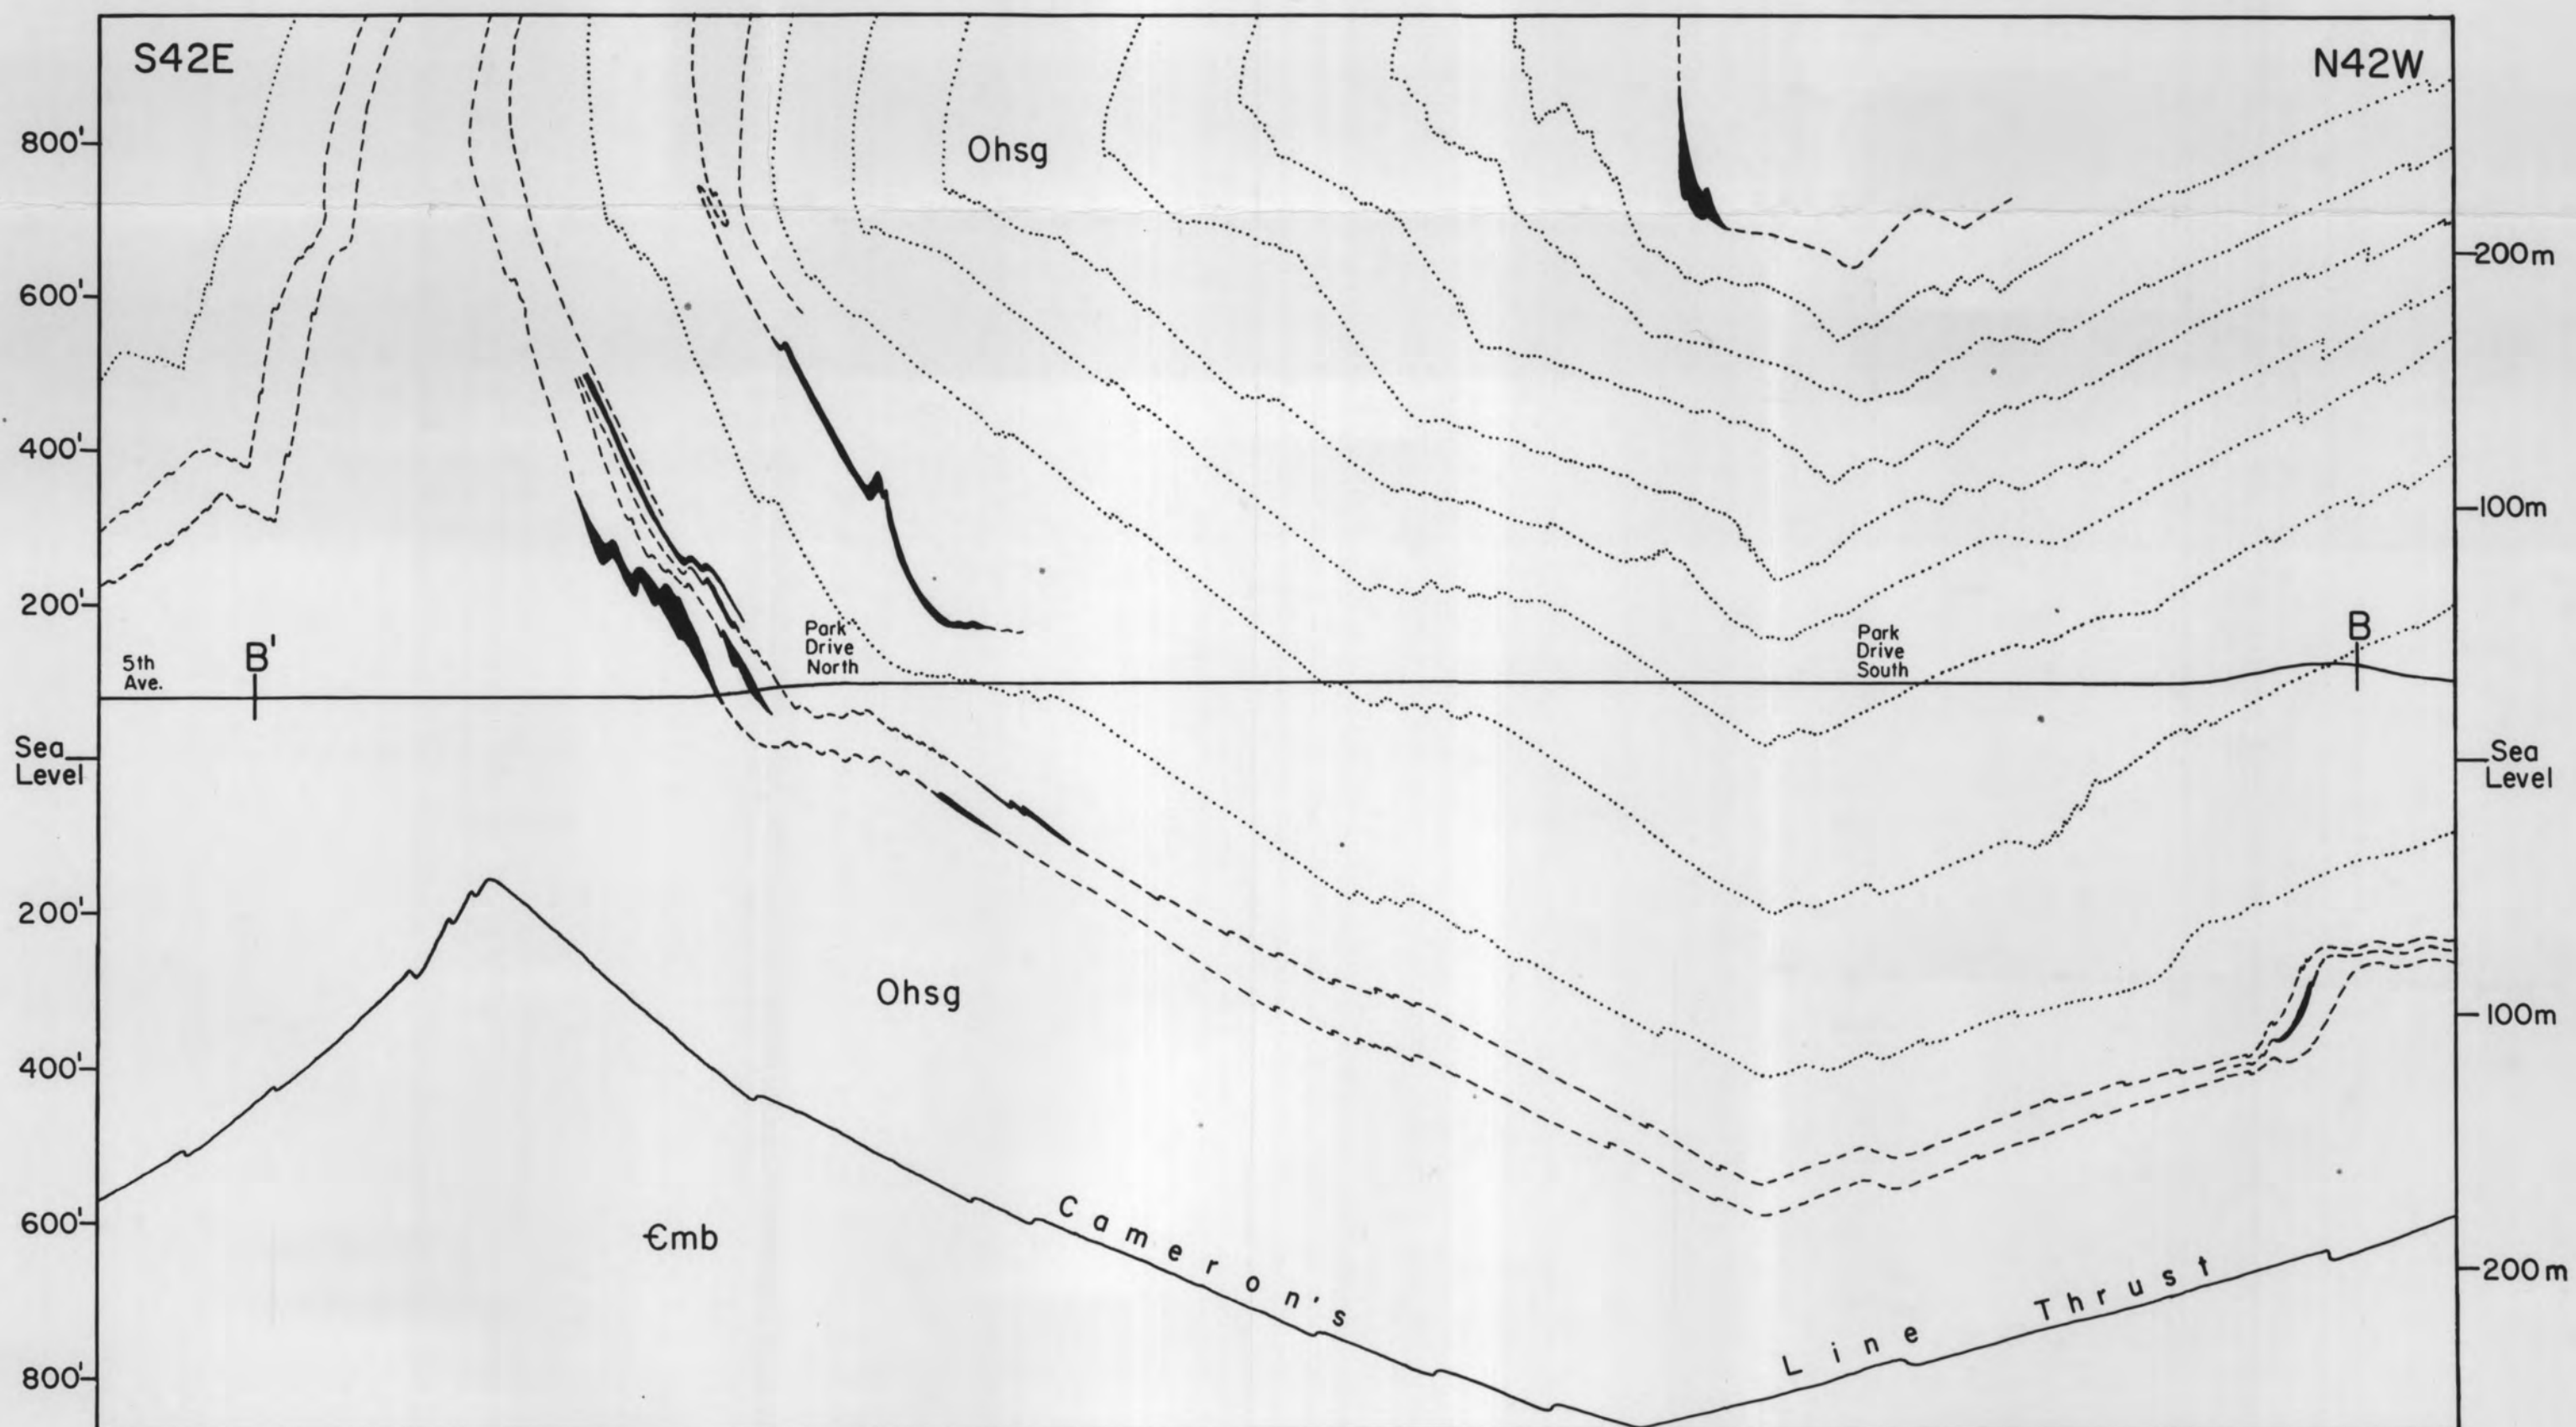 S42E
N42W
800'
Ohsg
200m
600'
400'
100m
200'
Park
Drive
North
Park
Drive
South
B
5th
Ave.
B'
Sea
Level
Sea
Level
200'
Ohsg
400'
100m
600'
Єmb
Cameron's
Line Thrust
200m
800'